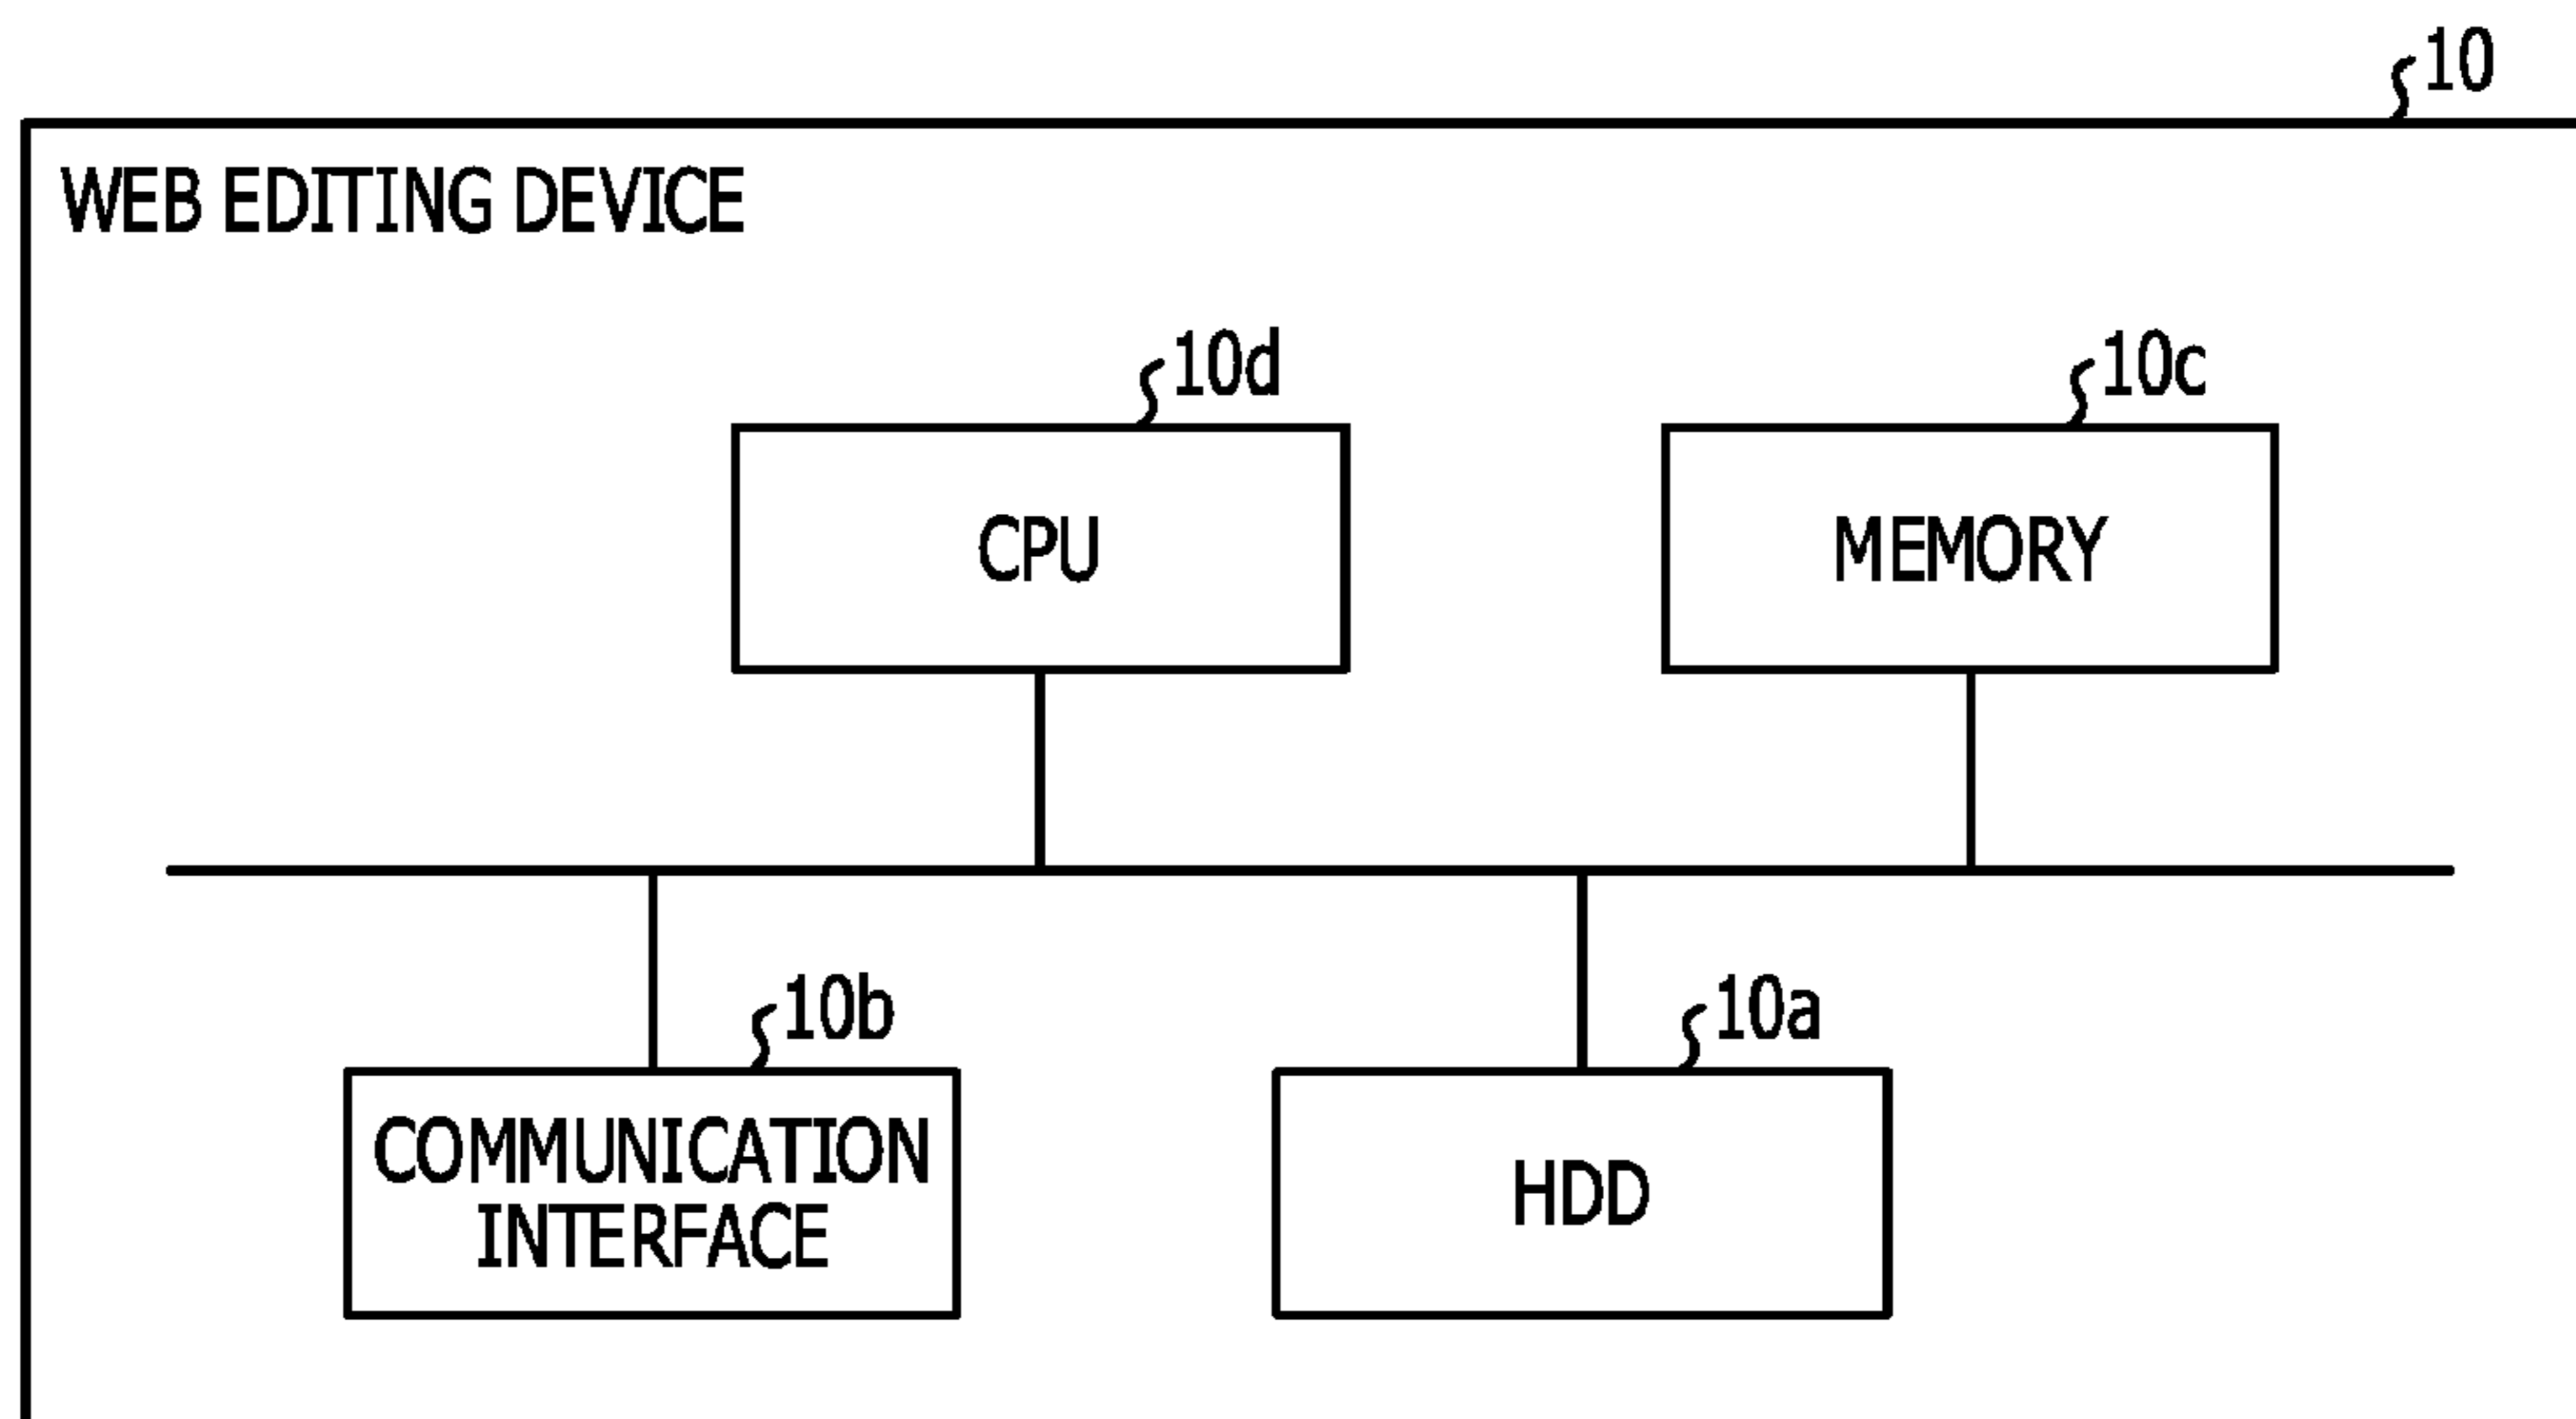 10
WEB EDITING DEVICE
10d
10c
CPU
MEMORY
10b
10a
COMMUNICATION
INTERFACE
HDD